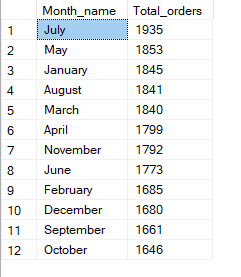 Month_name Total_orders
1 July 1935
2 May 1853
3 January 1845
4 August 1841
5 March 1840
6 April 1799
7 November 1792
8 June 1773
9 February 1685
10 December 1680
11 September 1661
12 October 1646